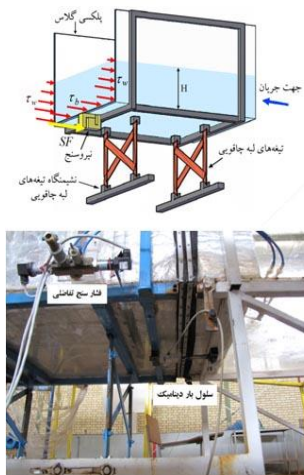 پلکسی گلاس
جهت جریان
τw
H
τw
τb
SF
نیروسنج
تیغه‌های
لبه چاقویی
نشیمنگاه تیغه‌های
لبه چاقویی
فشار سنج تفاضلی
سلول بار دینامیک